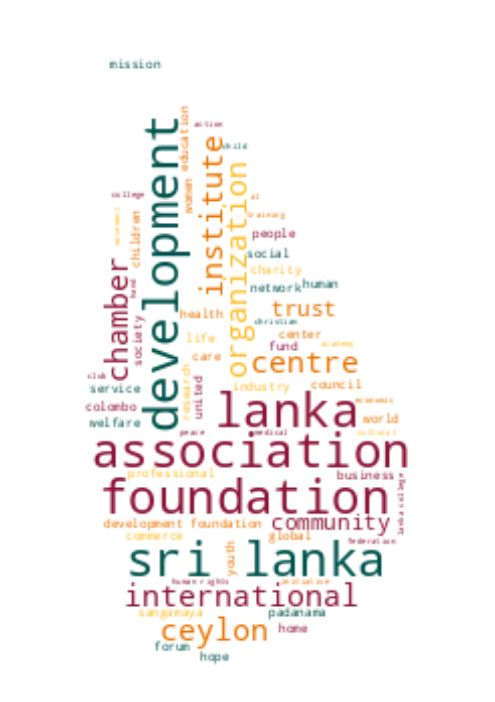 mission
development
education
action
institute
child
women
organization
college
al
training
movement
children
people
social
chamber
hand
charity
network
human
society
health
trust
christian
life
center
fund
academy
care
centre
club
united
research
service
industry
council
lanka
economic
colombo
welfare
world
peace
medical
cultural
association
professional
business
lanka college
foundation
development foundation
community
commerce
global
federation
youth
sri lanka
human rights
initiative
international
sangamaya
padanama
ceylon
home
forum
hope